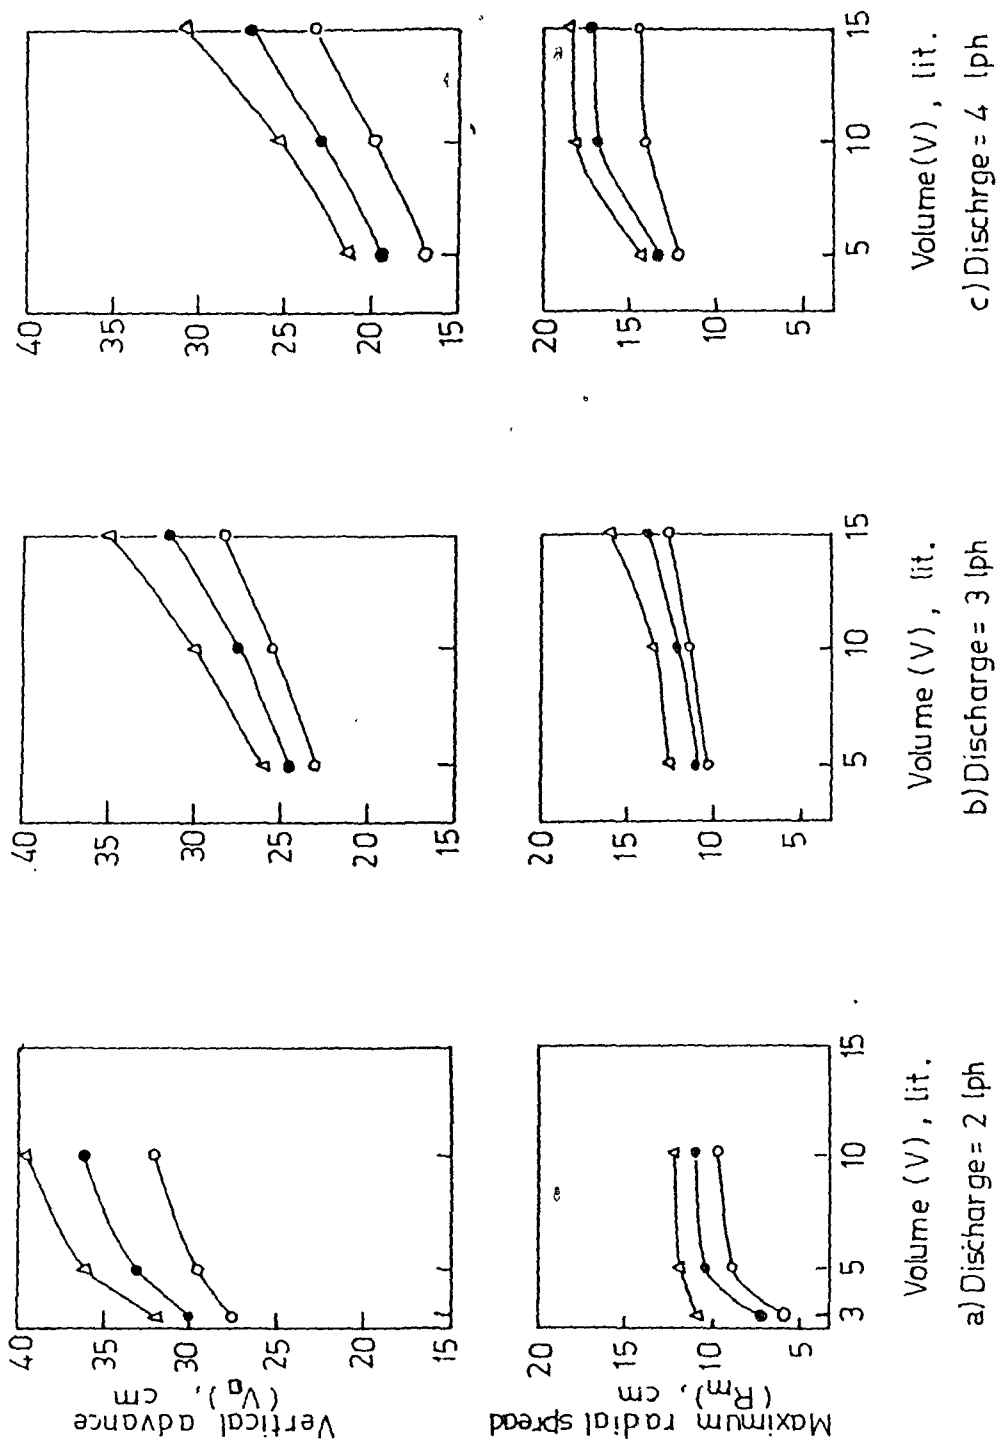 Vertical advance
(Va), cm
40
35
30
25
20
15
40
35
30
25
20
15
40
35
30
25
20
15
Maximum radial spread
(Rm), cm
20
15
10
5
3 5 10 15
20
15
10
5
5 10 15
20
15
10
5
5 10 15
Volume (V), lit.
Volume (V), lit.
Volume (V), lit.
a) Discharge = 2 lph
b) Discharge = 3 lph
c) Dischrge = 4 lph